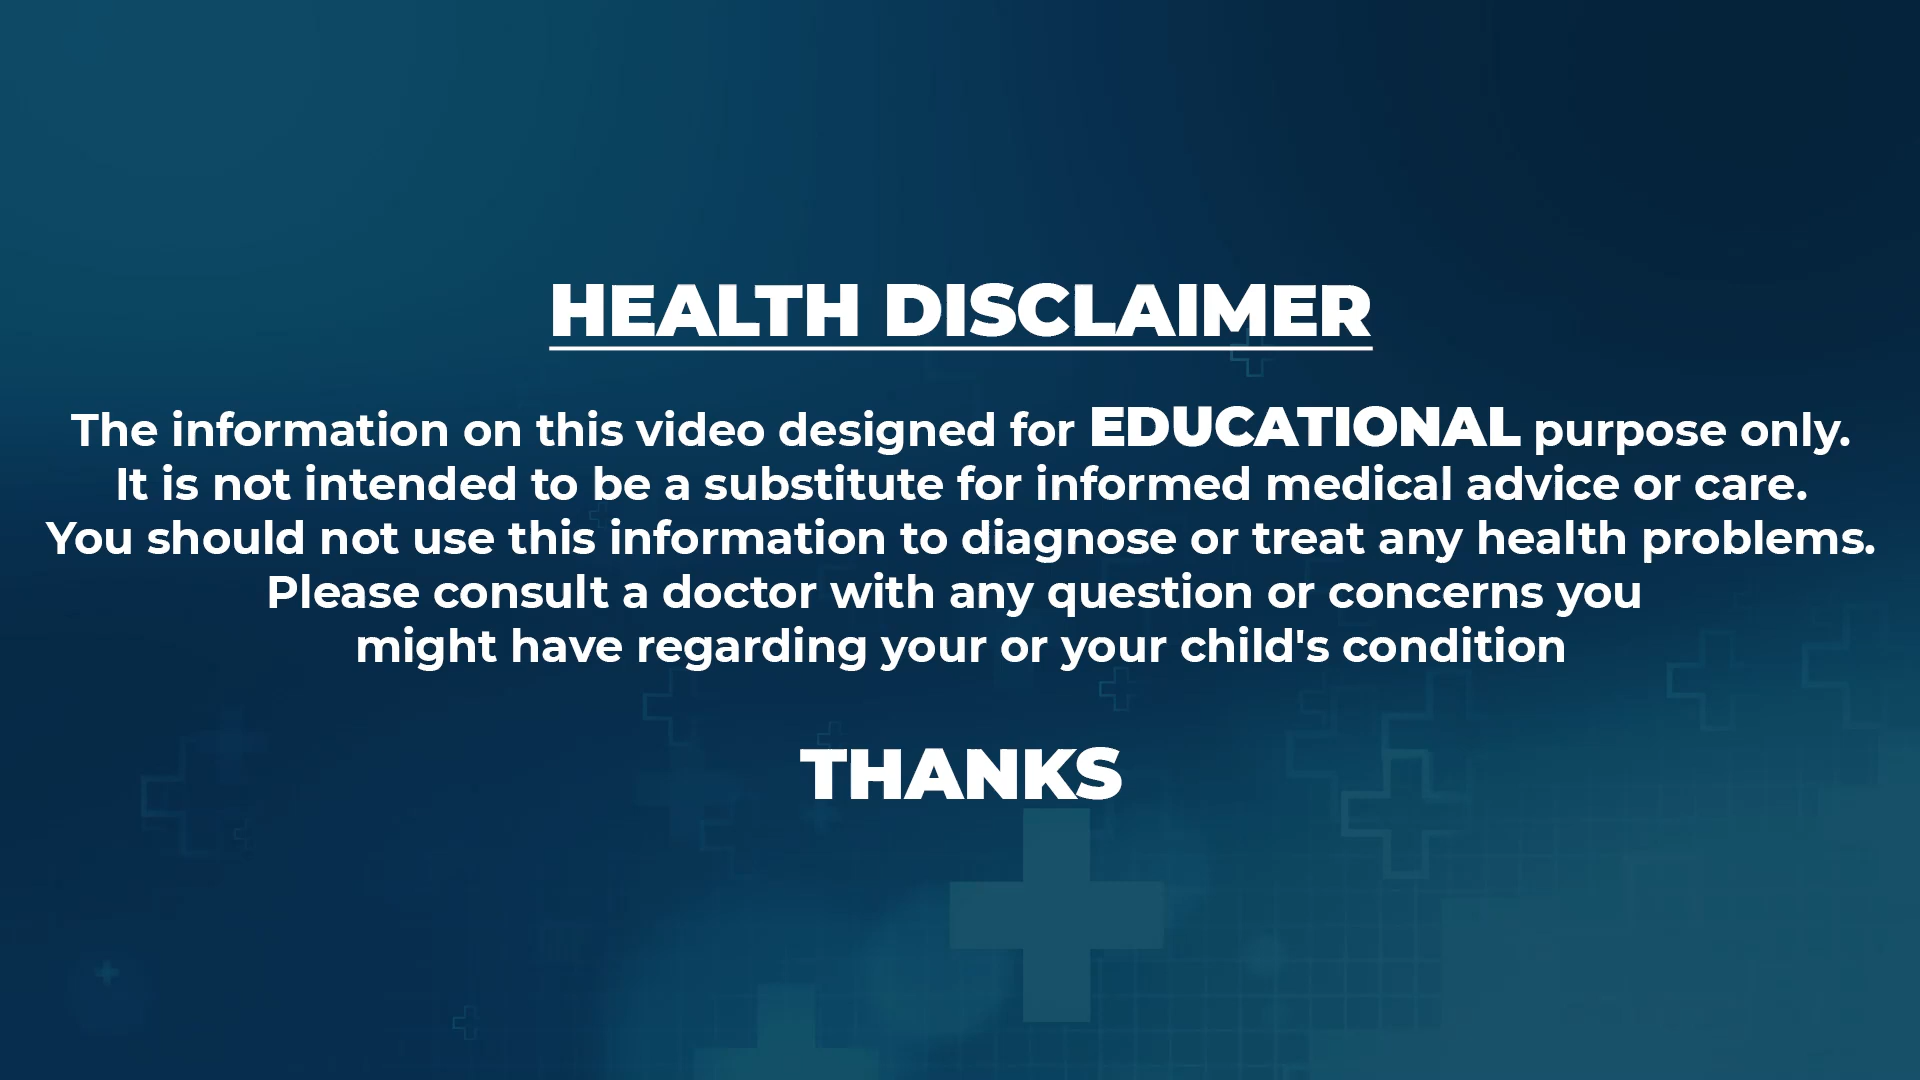 HEALTH DISCLAIMER
The information on this video designed for EDUCATIONAL purpose only.
It is not intended to be a substitute for informed medical advice or care.
You should not use this information to diagnose or treat any health problems.
Please consult a doctor with any question or concerns you
might have regarding your or your child's condition
THANKS